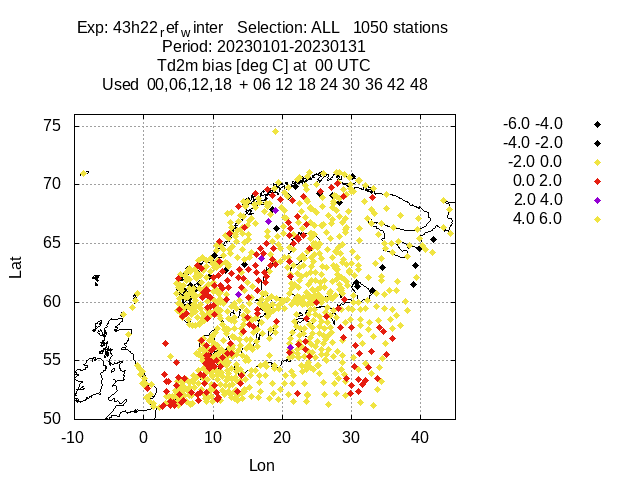 Exp: 43h22refwinter   Selection: ALL   1050 stations
Period: 20230101-20230131
Td2m bias [deg C] at  00 UTC
Used  00,06,12,18  + 06 12 18 24 30 36 42 48
-6.0 -4.0
-4.0 -2.0
-2.0 0.0
0.0 2.0
2.0 4.0
4.0 6.0
75
70
65
60
55
50
Lat
-10 0 10 20 30 40
Lon